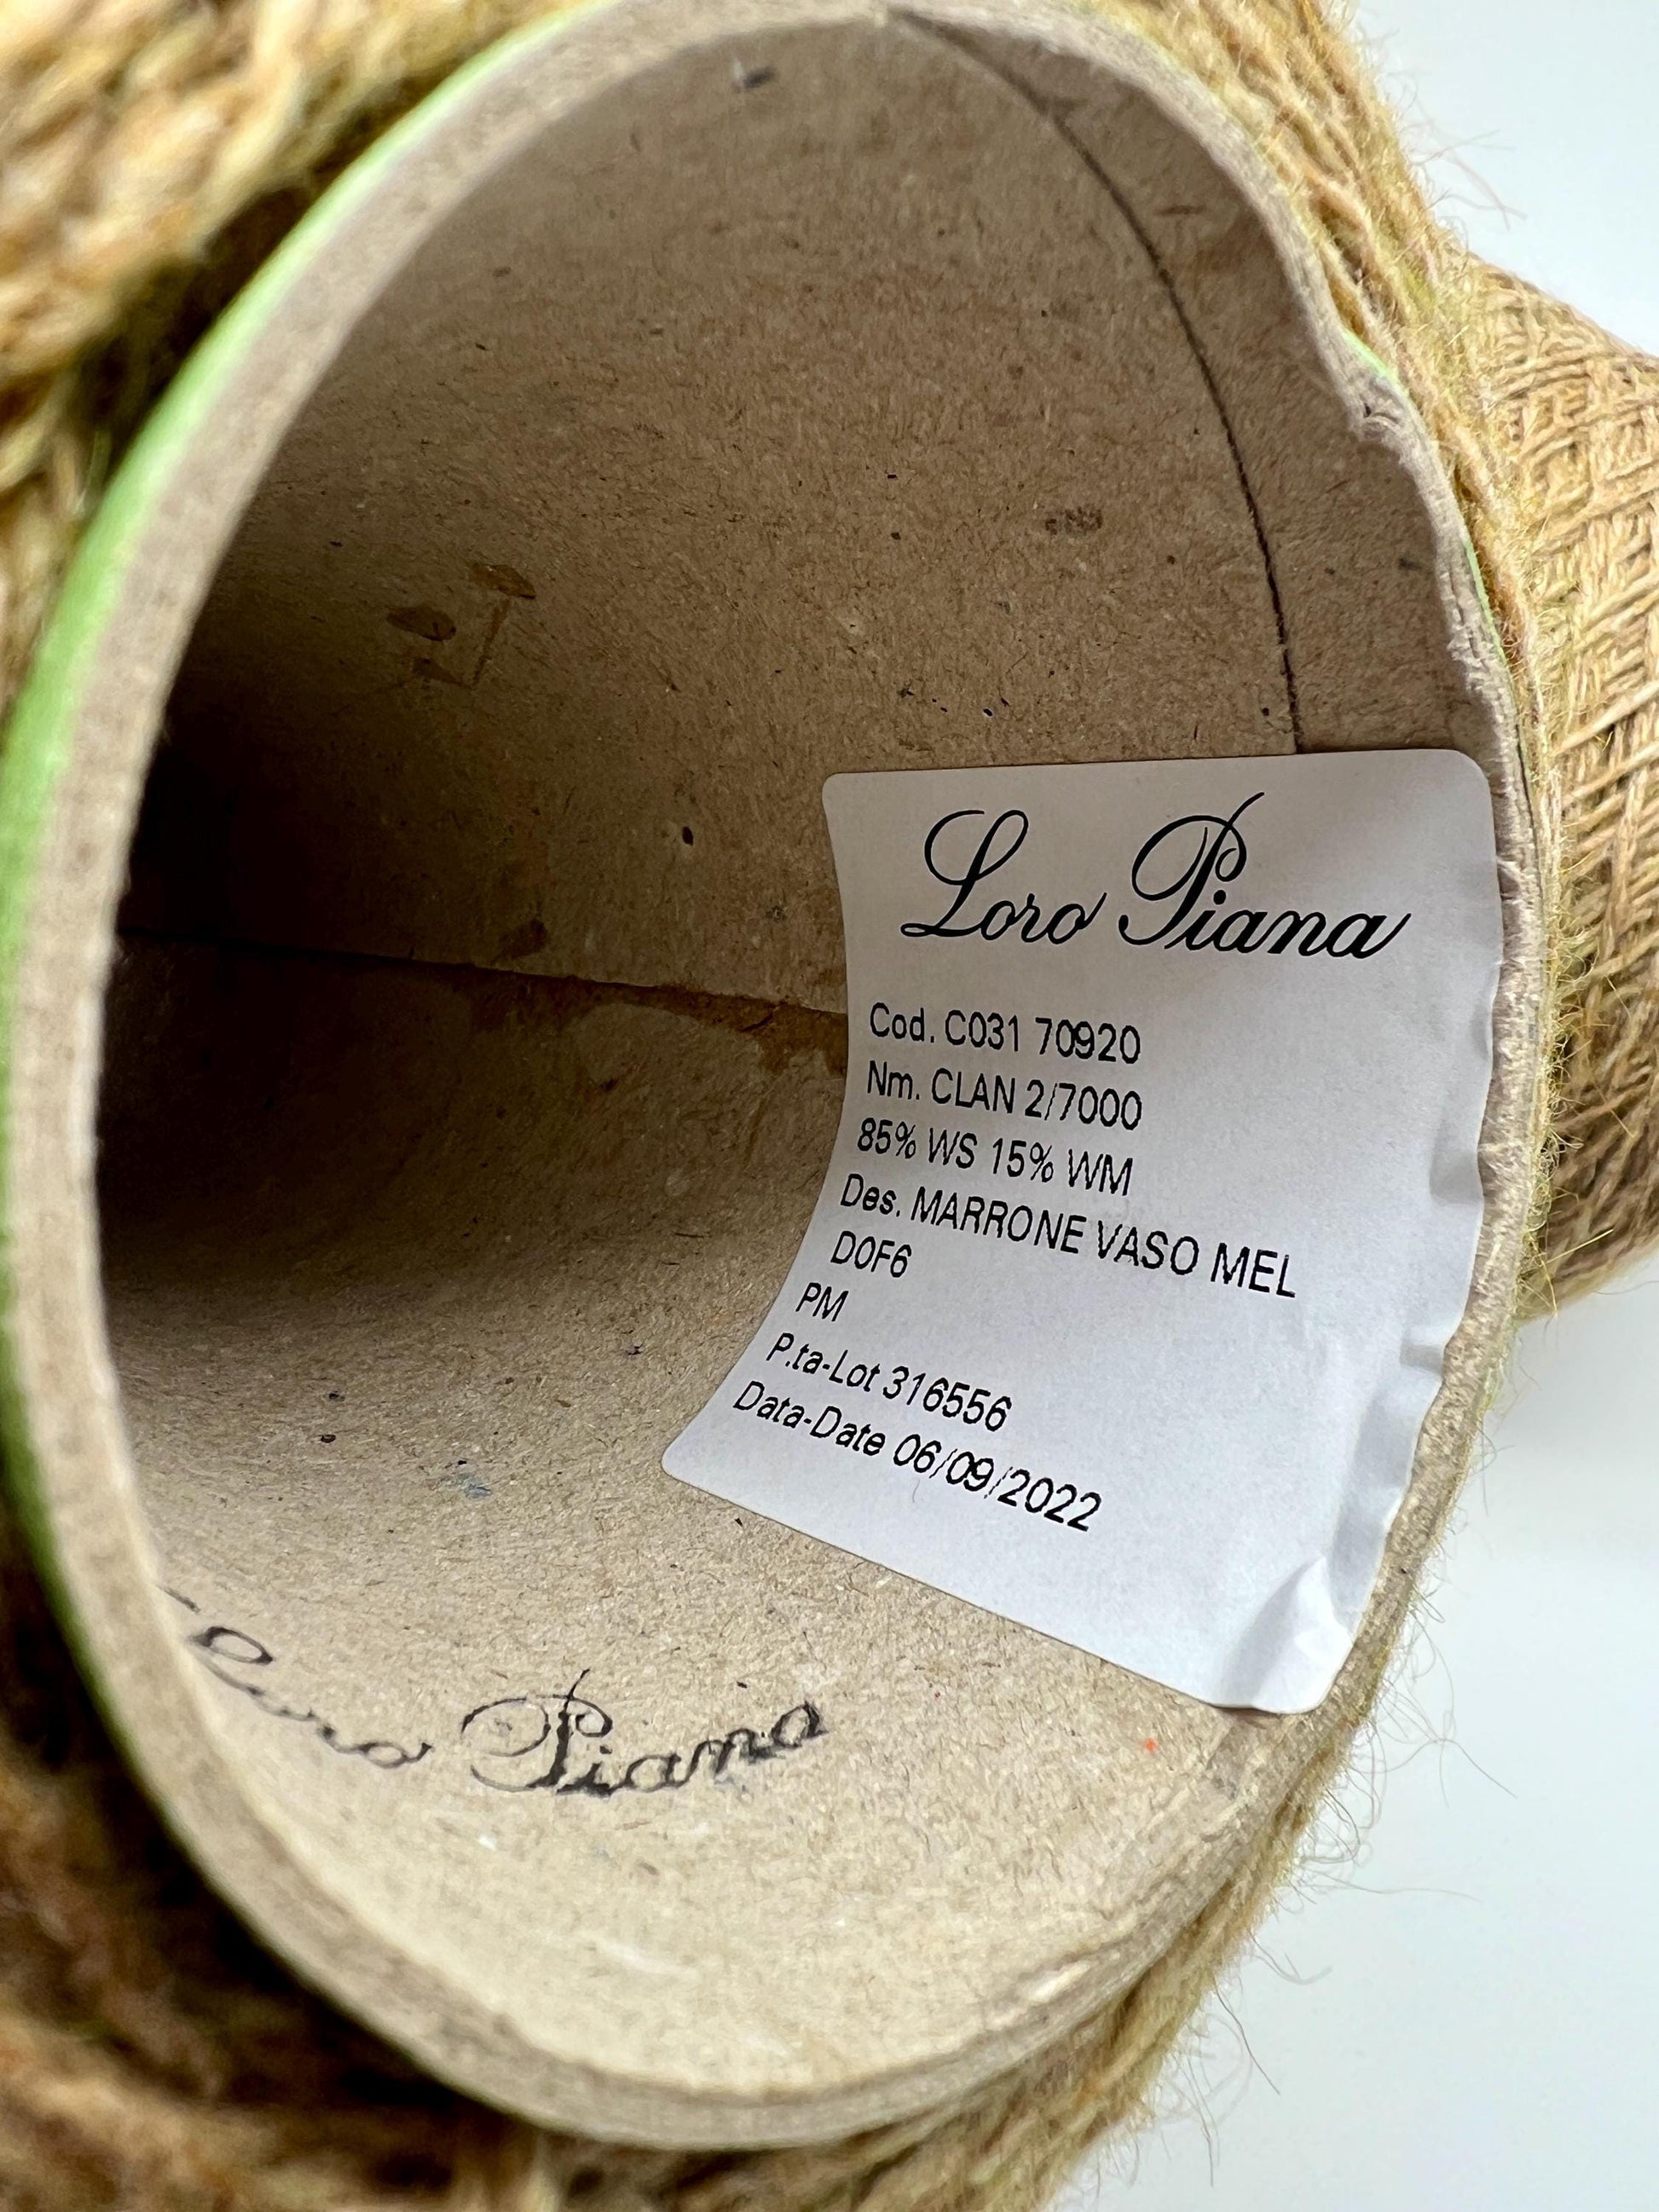 Loro Piana
Cod. C031 70920
Nm. CLAN 2/7000
85% WS 15% WM
Des. MARRONE VASO MEL
D0F6
PM
P.ta-Lot 316556
Data-Date 06/09/2022
Loro Piana